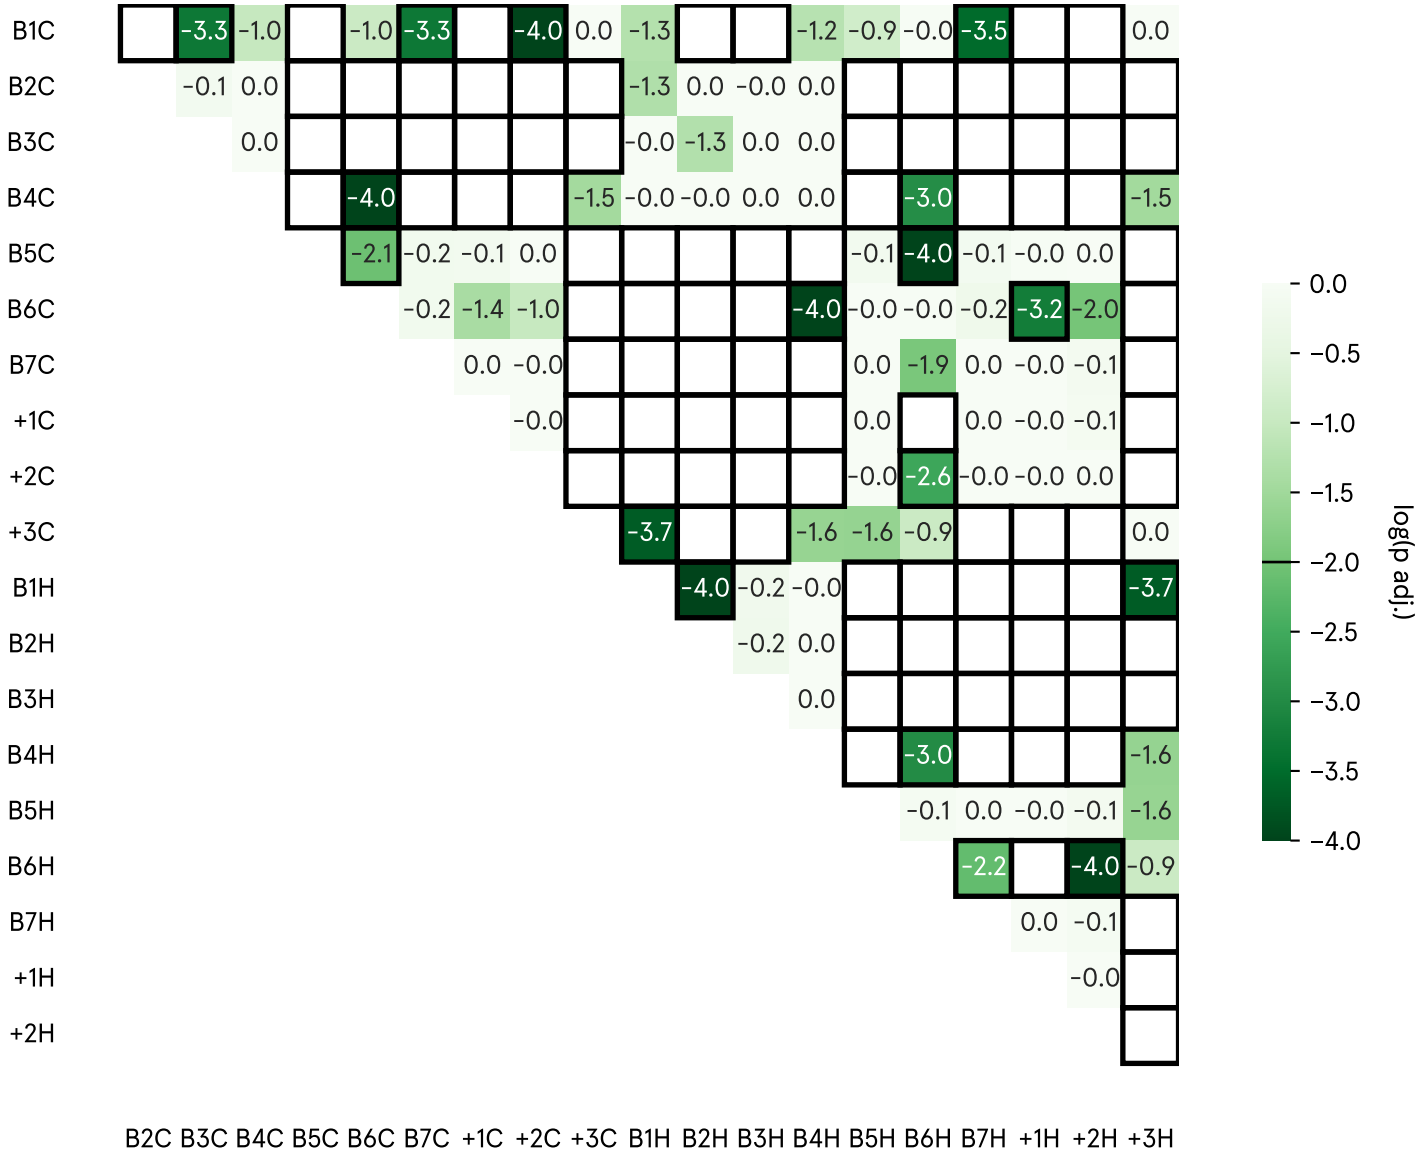 B1C -3.3 -1.0 -1.0 -3.3 -4.0 0.0 -1.3 -1.2 -0.9 -0.0 -3.5 0.0
B2C -0.1 0.0 -1.3 0.0 -0.0 0.0
B3C 0.0 -0.0 -1.3 0.0 0.0
B4C -4.0 -1.5 -0.0 -0.0 0.0 0.0 -3.0 -1.5
B5C -2.1 -0.2 -0.1 0.0 -0.1 -4.0 -0.1 -0.0 0.0
B6C -0.2 -1.4 -1.0 -4.0 -0.0 -0.0 -0.2 -3.2 -2.0
B7C 0.0 -0.0 0.0 -1.9 0.0 -0.0 -0.1
+1C -0.0 0.0 0.0 -0.0 -0.1
+2C -0.0 -2.6 -0.0 -0.0 0.0
+3C -3.7 -1.6 -1.6 -0.9 0.0
B1H -4.0 -0.2 -0.0 -3.7
B2H -0.2 0.0
B3H 0.0
B4H -3.0 -1.6
B5H -0.1 0.0 -0.0 -0.1 -1.6
B6H -2.2 -4.0 -0.9
B7H 0.0 -0.1
+1H -0.0
+2H
B2C B3C B4C B5C B6C B7C +1C +2C +3C B1H B2H B3H B4H B5H B6H B7H +1H +2H +3H
0.0
-0.5
-1.0
-1.5
-2.0
-2.5
-3.0
-3.5
-4.0
log(p adj.)